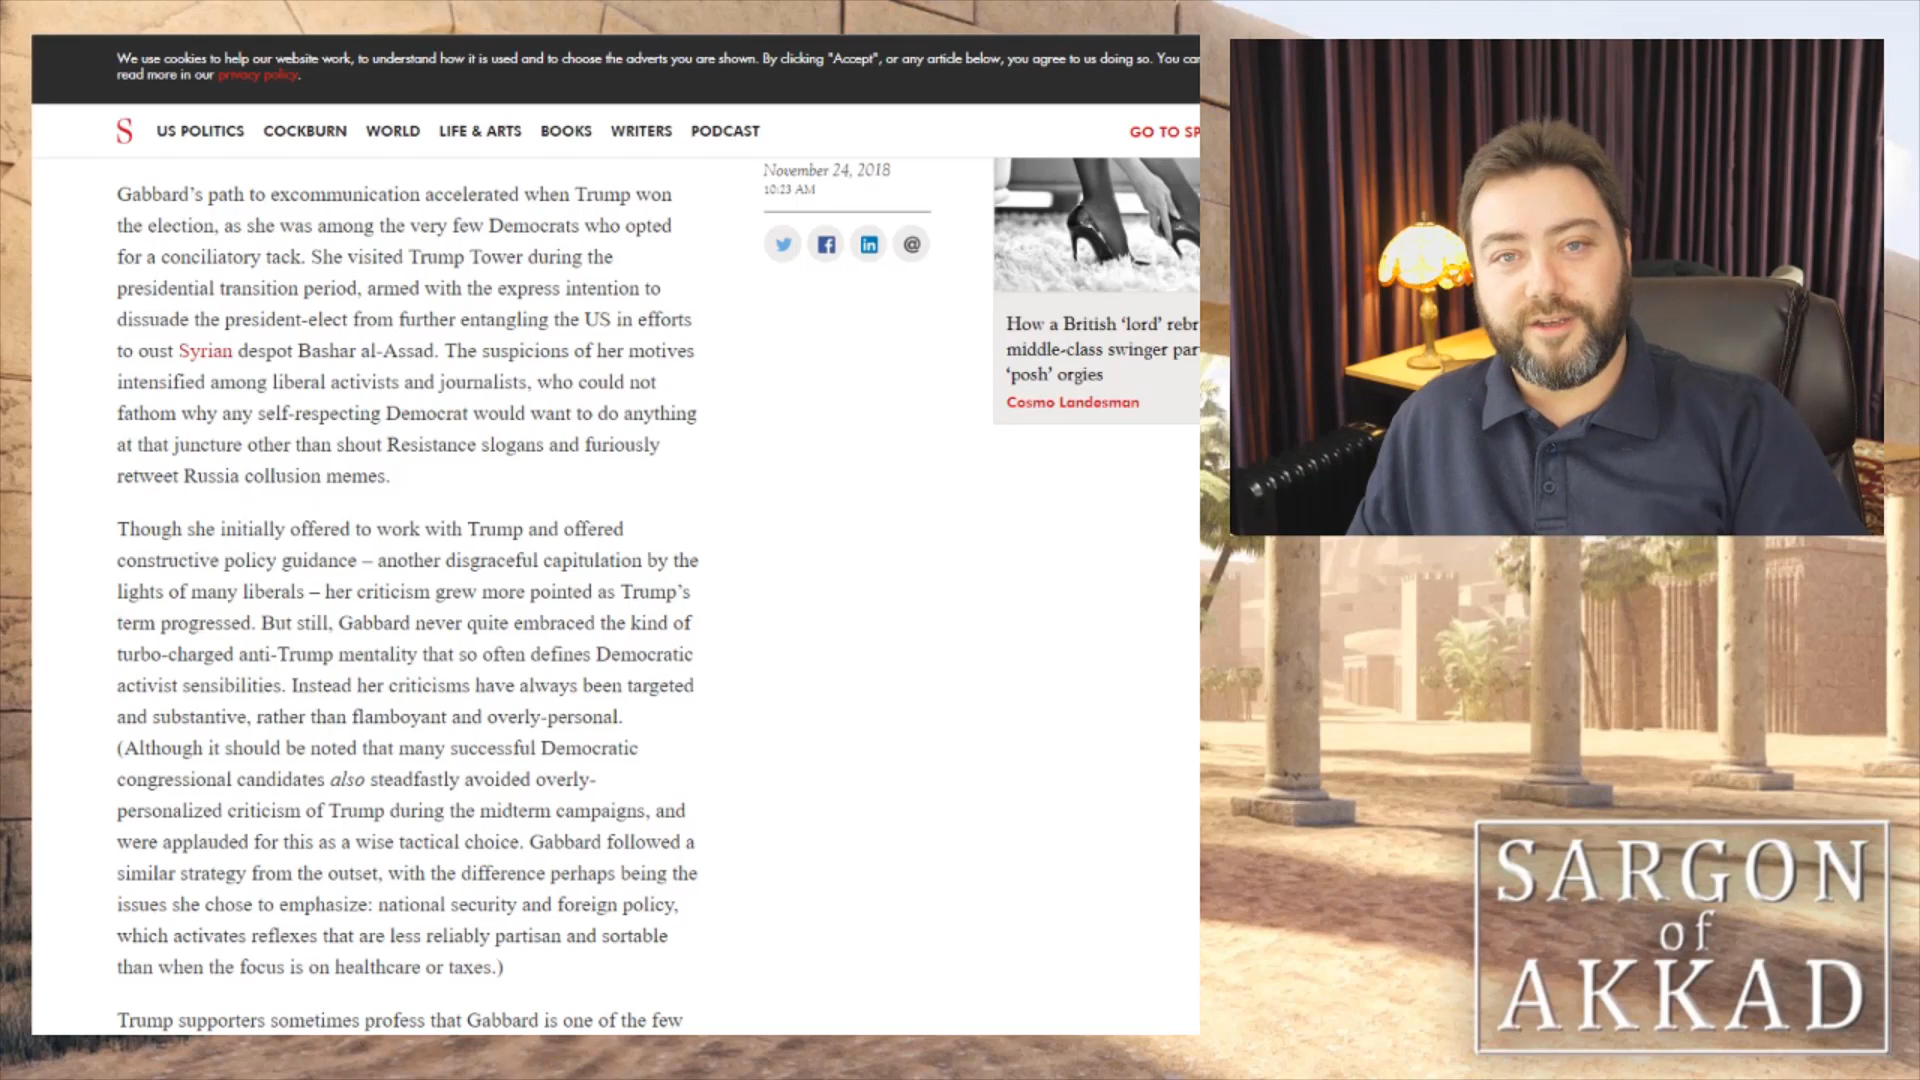 We use cookies to help our website work, to understand how it is used and to choose the adverts you are shown. By clicking "Accept", or any article below, you agree to us doing so. You can
read more in our privacy policy.
S US POLITICS COCKBURN WORLD LIFE & ARTS BOOKS WRITERS PODCAST GO TO SP
November 24, 2018
10:23 AM
Gabbard’s path to excommunication accelerated when Trump won
the election, as she was among the very few Democrats who opted
for a conciliatory tack. She visited Trump Tower during the
presidential transition period, armed with the express intention to
dissuade the president-elect from further entangling the US in efforts
to oust Syrian despot Bashar al-Assad. The suspicions of her motives
intensified among liberal activists and journalists, who could not
fathom why any self-respecting Democrat would want to do anything
at that juncture other than shout Resistance slogans and furiously
retweet Russia collusion memes.
Though she initially offered to work with Trump and offered
constructive policy guidance – another disgraceful capitulation by the
lights of many liberals – her criticism grew more pointed as Trump’s
term progressed. But still, Gabbard never quite embraced the kind of
turbo-charged anti-Trump mentality that so often defines Democratic
activist sensibilities. Instead her criticisms have always been targeted
and substantive, rather than flamboyant and overly-personal.
(Although it should be noted that many successful Democratic
congressional candidates also steadfastly avoided overly-
personalized criticism of Trump during the midterm campaigns, and
were applauded for this as a wise tactical choice. Gabbard followed a
similar strategy from the outset, with the difference perhaps being the
issues she chose to emphasize: national security and foreign policy,
which activates reflexes that are less reliably partisan and sortable
than when the focus is on healthcare or taxes.)
Trump supporters sometimes profess that Gabbard is one of the few
How a British ‘lord’ rebr
middle-class swinger par
‘posh’ orgies
Cosmo Landesman
SARGON
of
AKKAD